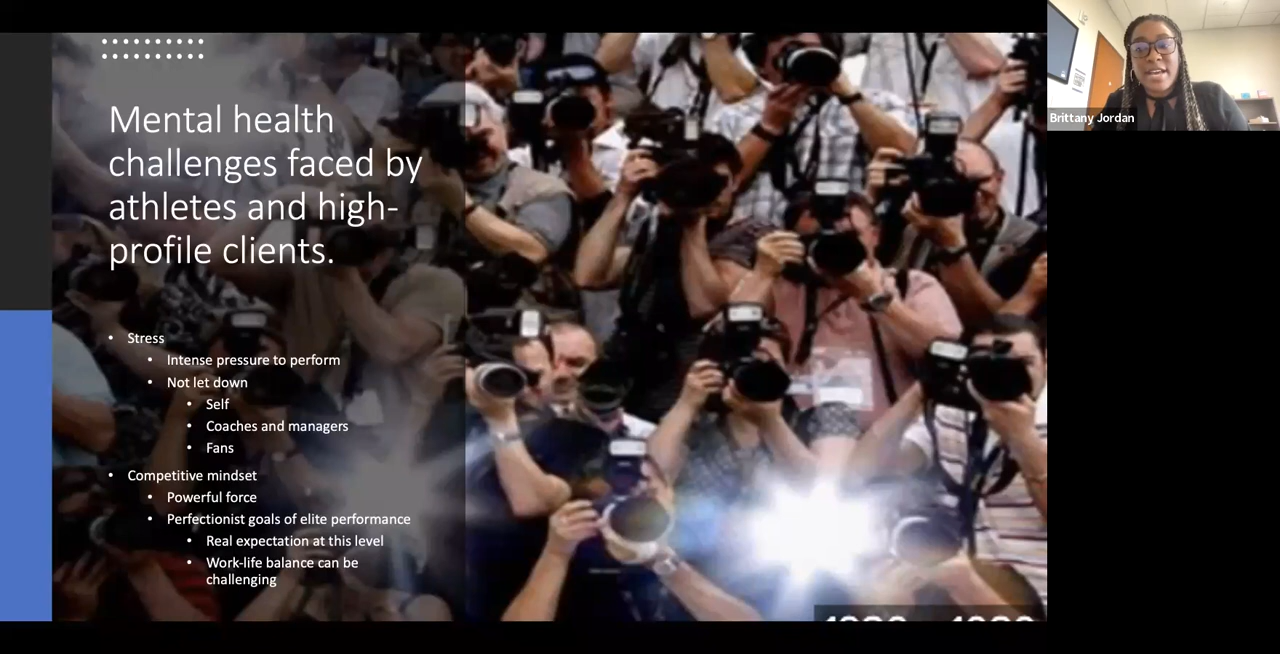 Mental health
challenges faced by
athletes and high-
profile clients.
• Stress
• Intense pressure to perform
• Not let down
• Self
• Coaches and managers
• Fans
• Competitive mindset
• Powerful force
• Perfectionist goals of elite performance
• Real expectation at this level
• Work-life balance can be
challenging
Brittany Jordan